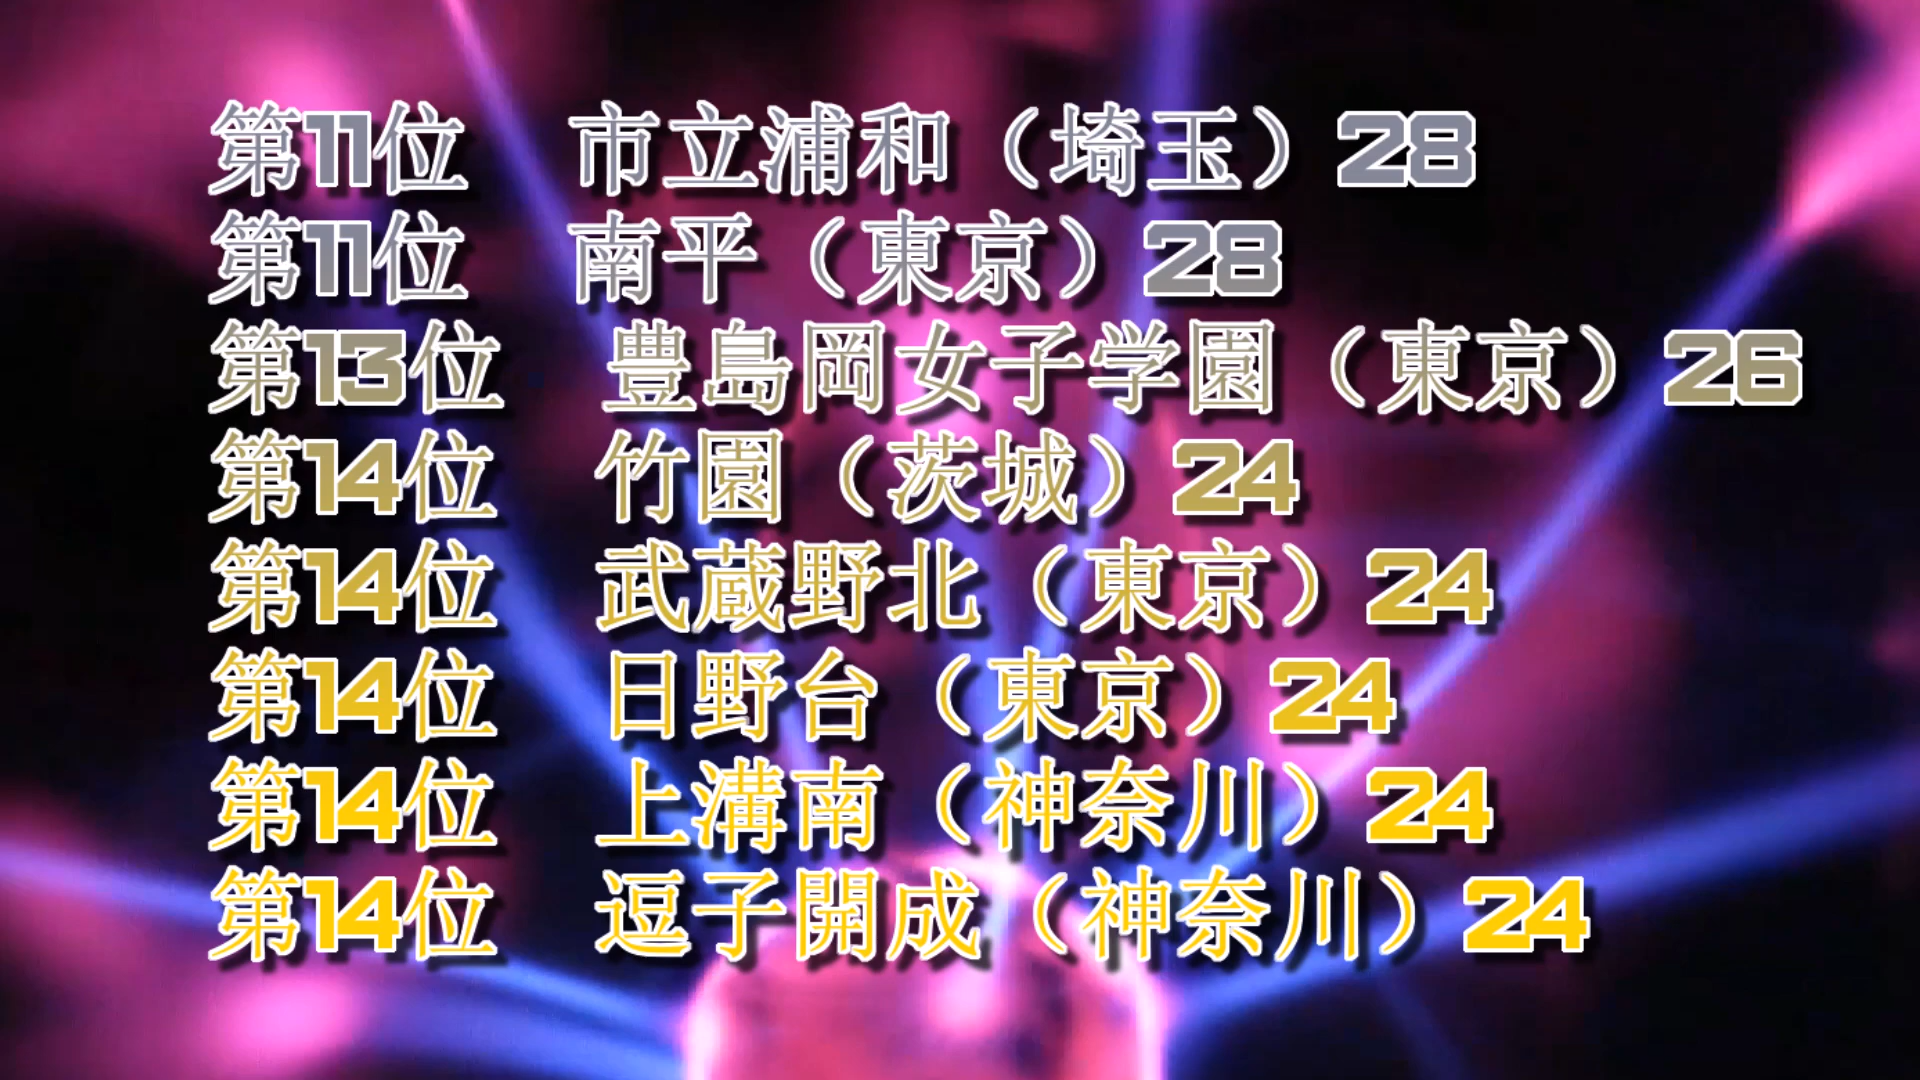 第11位　市立浦和（埼玉）28
第11位　南平（東京）28
第13位　豊島岡女子学園（東京）26
第14位　竹園（茨城）24
第14位　武蔵野北（東京）24
第14位　日野台（東京）24
第14位　上溝南（神奈川）24
第14位　逗子開成（神奈川）24